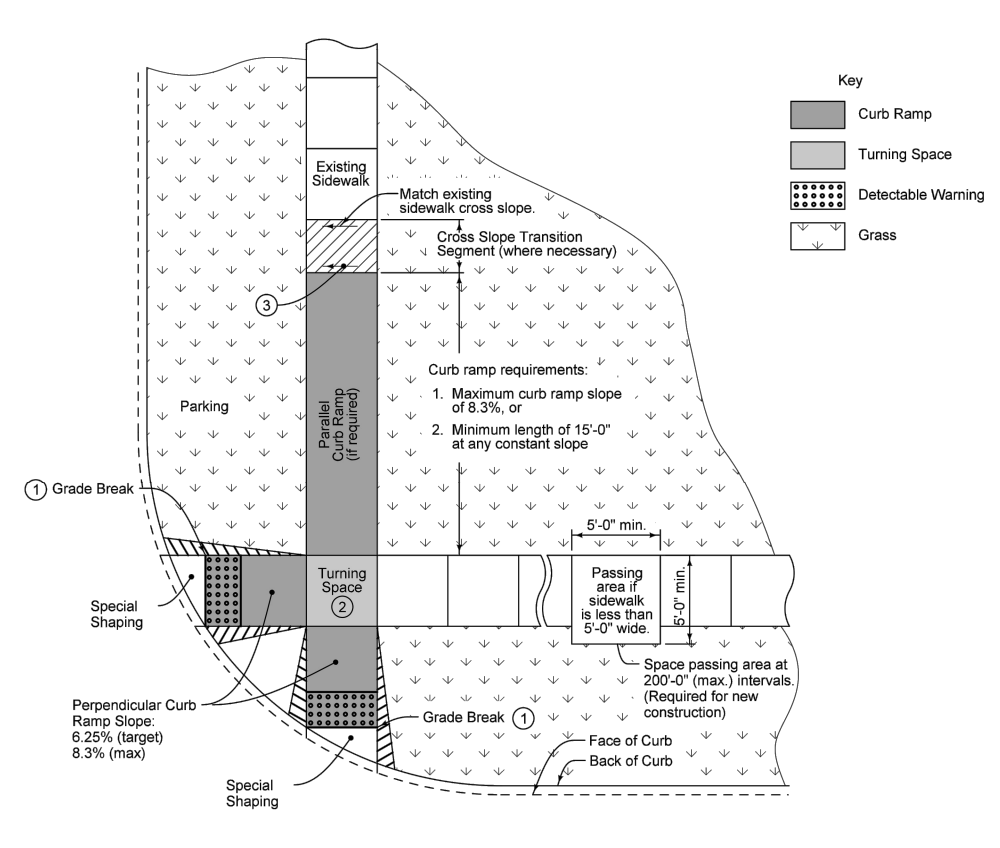 Key
Curb Ramp
Turning Space
Detectable Warning
Grass
Existing
Sidewalk
Match existing
sidewalk cross slope.
Cross Slope Transition
Segment (where necessary)
3
Curb ramp requirements:
1. Maximum curb ramp slope
of 8.3%, or
2. Minimum length of 15'-0"
at any constant slope
Parking
Parallel
Curb Ramp
(if required)
1 Grade Break
5'-0" min.
Turning
Space
2
Passing
area if
sidewalk
is less than
5'-0" wide.
5'-0" min.
Special
Shaping
Space passing area at
200'-0" (max.) intervals.
(Required for new
construction)
Perpendicular Curb
Ramp Slope:
6.25% (target)
8.3% (max)
Grade Break 1
Face of Curb
Back of Curb
Special
Shaping